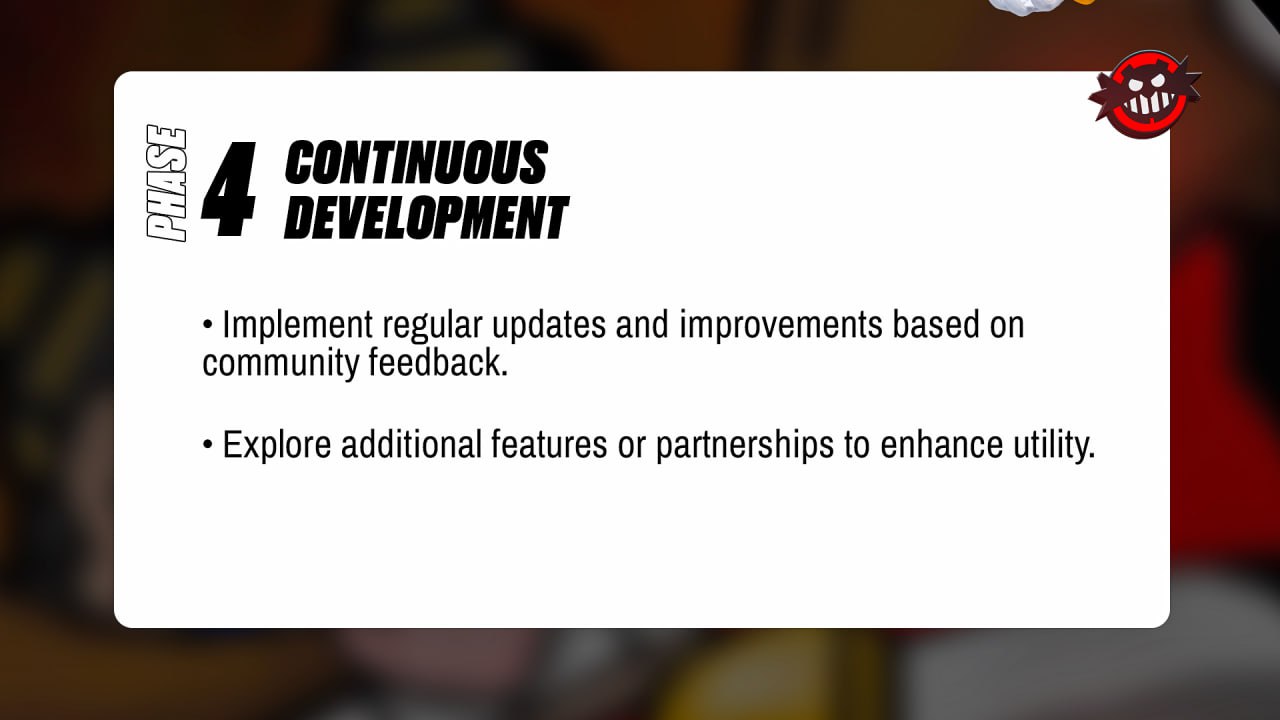 PHASE
4
CONTINUOUS
DEVELOPMENT
• Implement regular updates and improvements based on
community feedback.
• Explore additional features or partnerships to enhance utility.